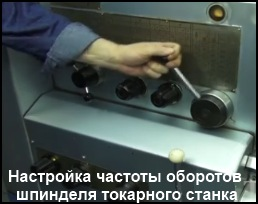 Настройка частоты оборотов
шпинделя токарного станка